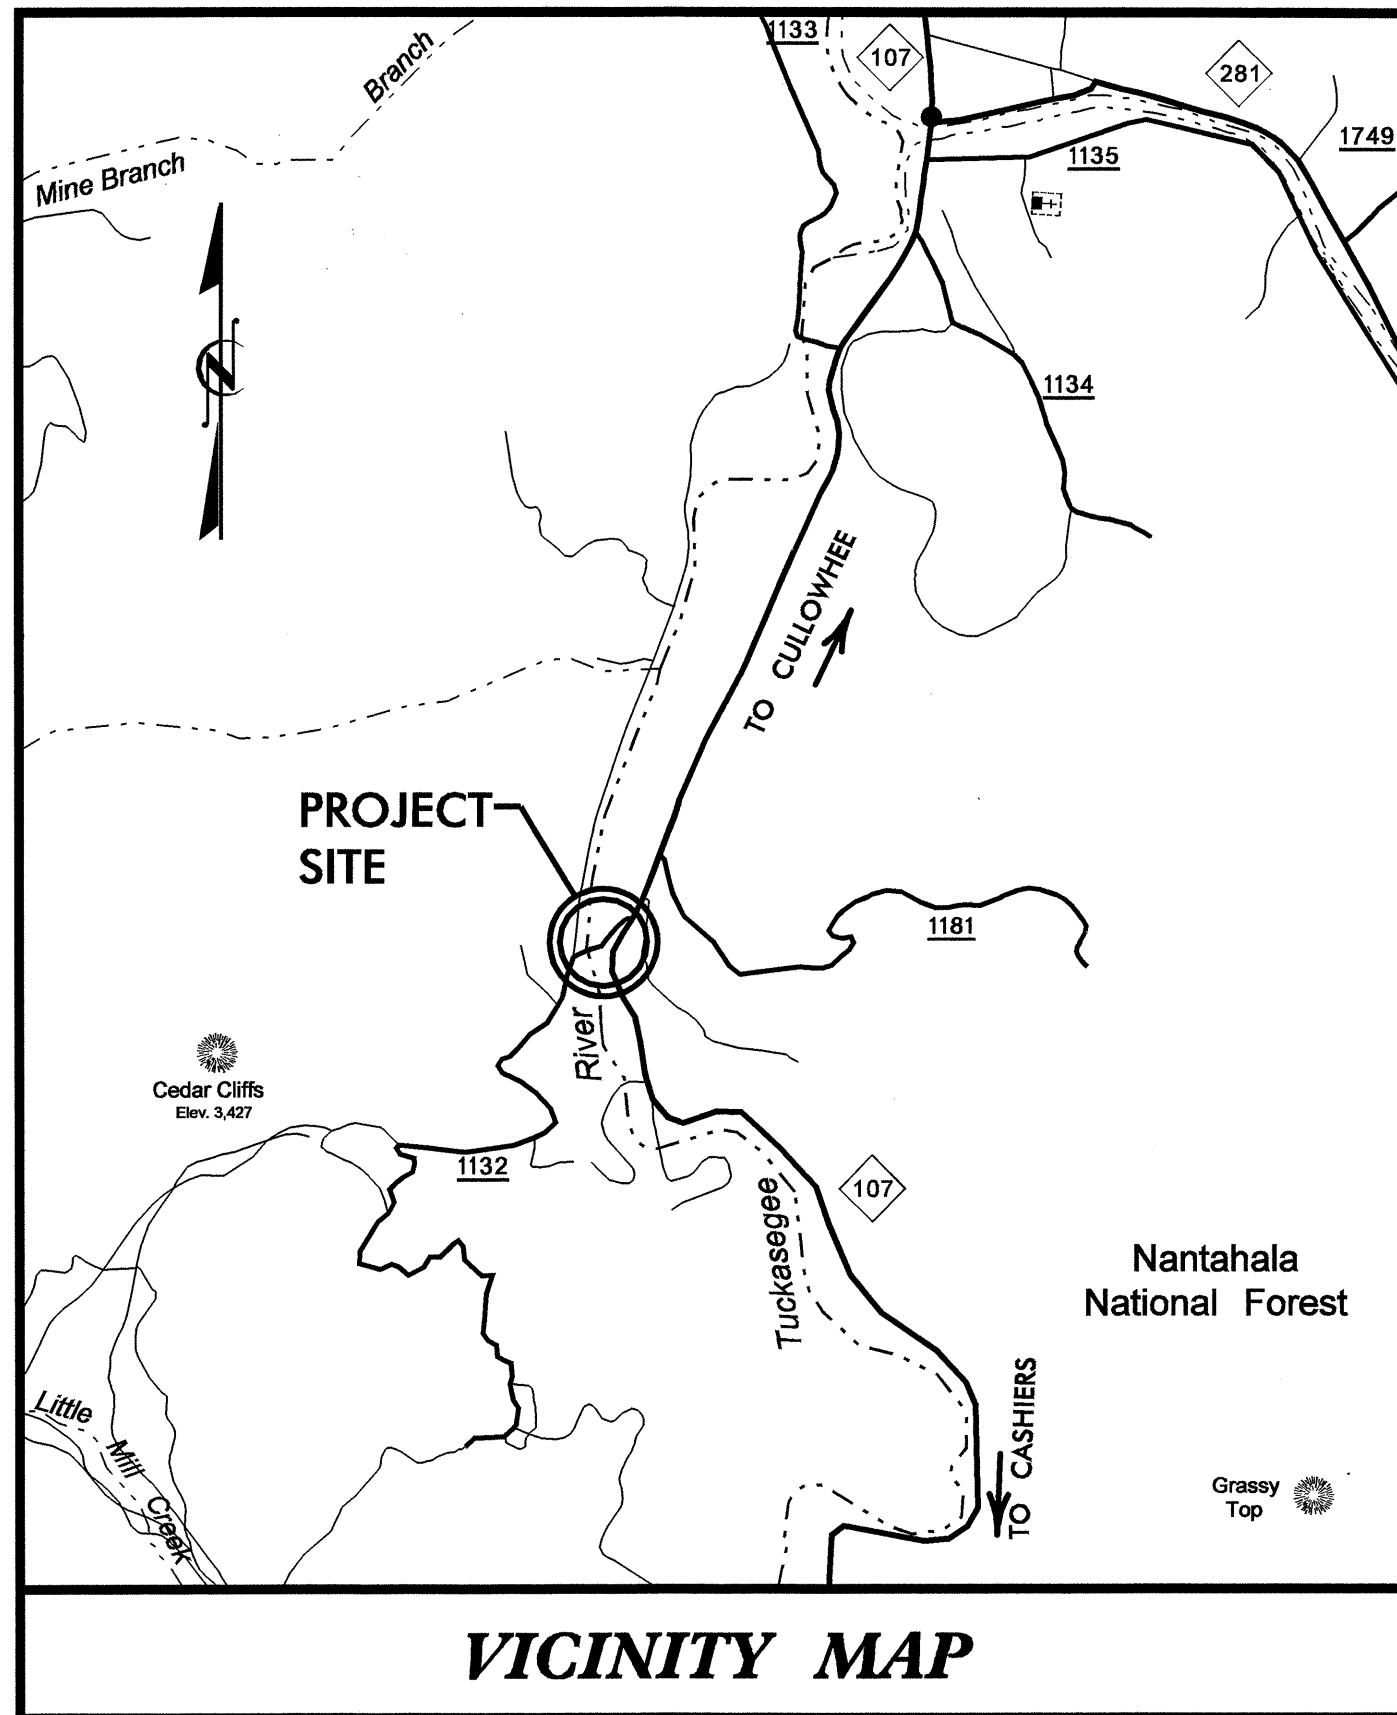 1133
107
281
Branch
1749
1135
Mine Branch
N
1134
TO CULLOWHEE
PROJECT
SITE
1181
River
Cedar Cliffs
Elev. 3,427
1132
107
Tuckasegee
Nantahala
National Forest
TO CASHIERS
Little
Mill
Creek
Grassy
Top
VICINITY MAP